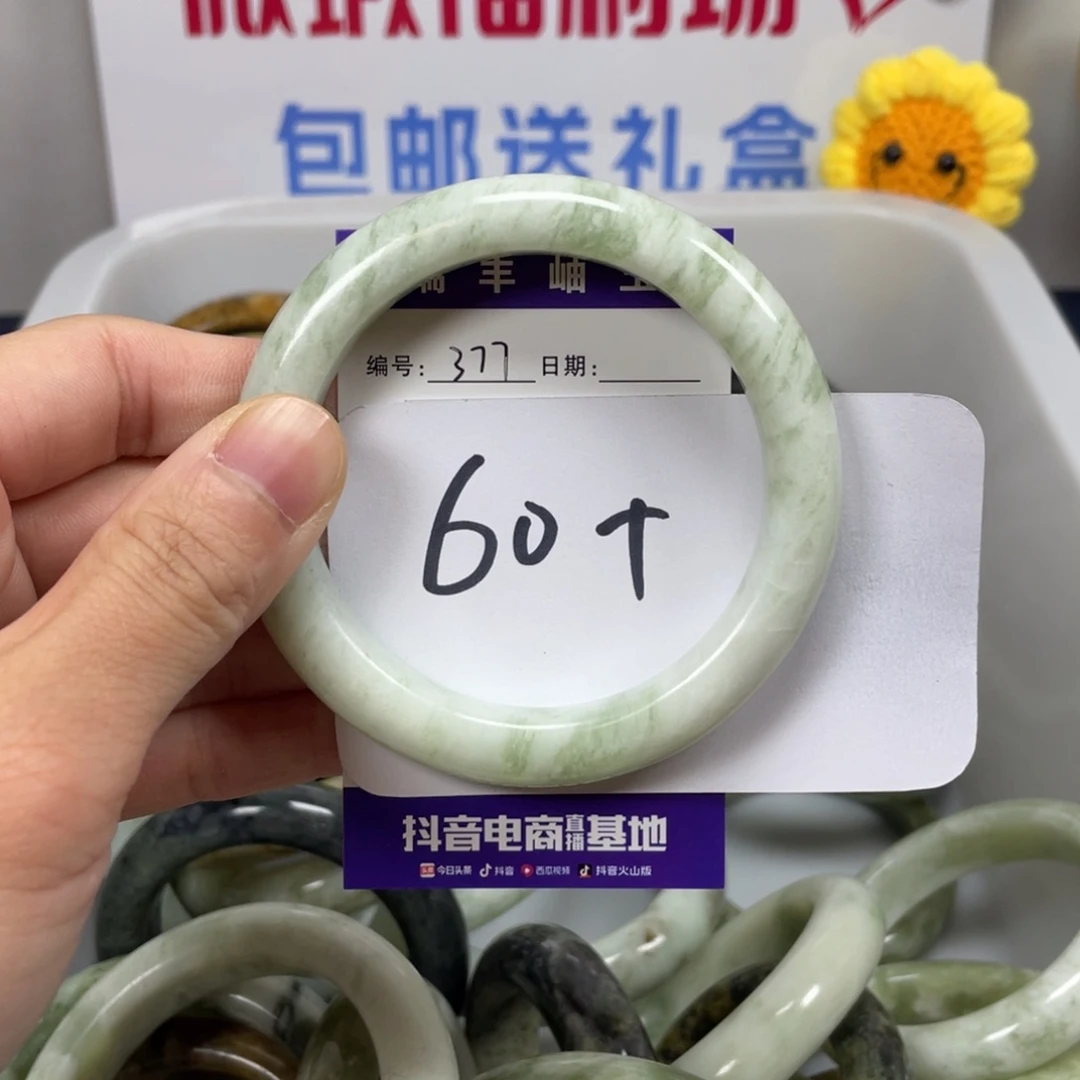 包邮送礼盒
编号: 377 日期:
60+
抖音电商直播基地
今日头条 抖音 西瓜视频 抖音火山版